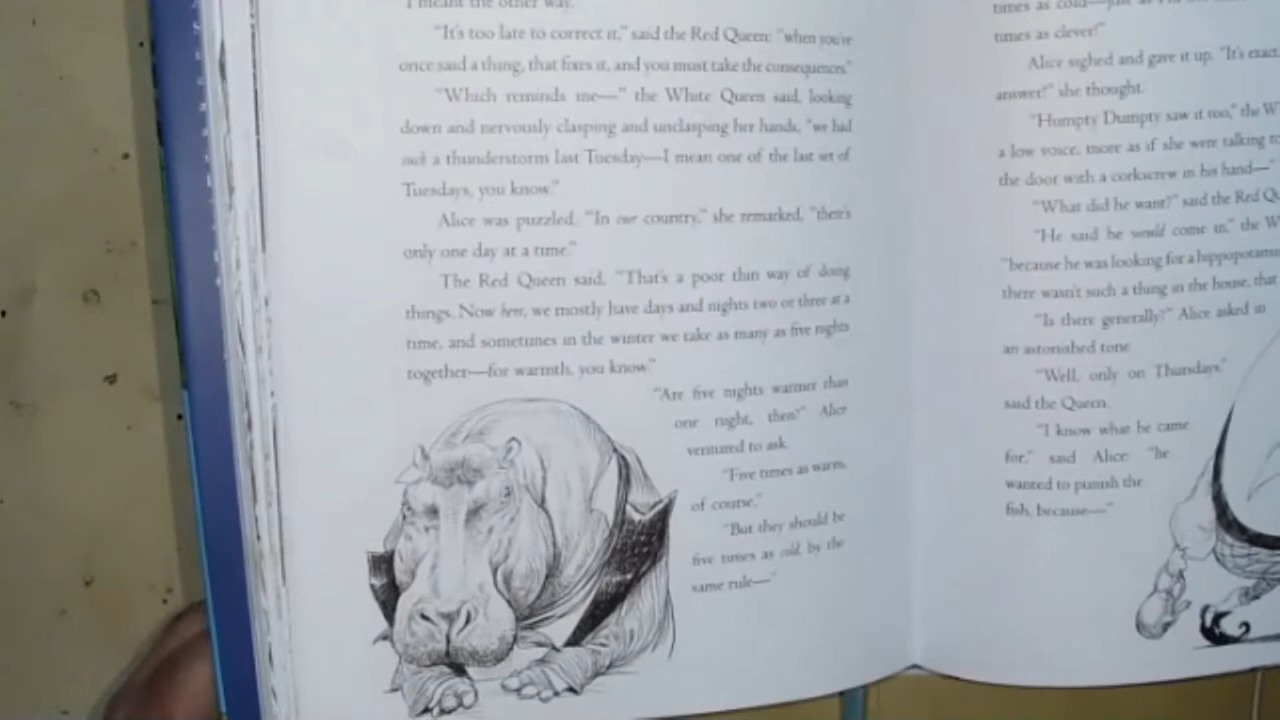 I meant the other way."
"It's too late to correct it," said the Red Queen: "when you've
once said a thing, that fixes it, and you must take the consequences."
"Which reminds me—" the White Queen said, looking
down and nervously clasping and unclasping her hands, "we had
such a thunderstorm last Tuesday—I mean one of the last set of
Tuesdays, you know."
Alice was puzzled. "In our country," she remarked, "there's
only one day at a time."
The Red Queen said, "That's a poor thin way of doing
things. Now here, we mostly have days and nights two or three at a
time, and sometimes in the winter we take as many as five nights
together—for warmth, you know."
"Are five nights warmer than
one night, then?" Alice
ventured to ask.
"Five times as warm,
of course."
"But they should be
five times as cold, by the
same rule—"
times as cold—just as I'm
times as clever!"
Alice sighed and gave it up. "It's exact
answer!" she thought.
"Humpty Dumpty saw it too," the W
a low voice, more as if she were talking to
the door with a corkscrew in his hand—"
"What did he want?" said the Red Qu
"He said he would come in," the W
"because he was looking for a hippopotamus
there wasn't such a thing in the house, that
"Is there generally?" Alice asked in
an astonished tone.
"Well, only on Thursdays,"
said the Queen.
"I know what he came
for," said Alice: "he
wanted to punish the
fish, because—"